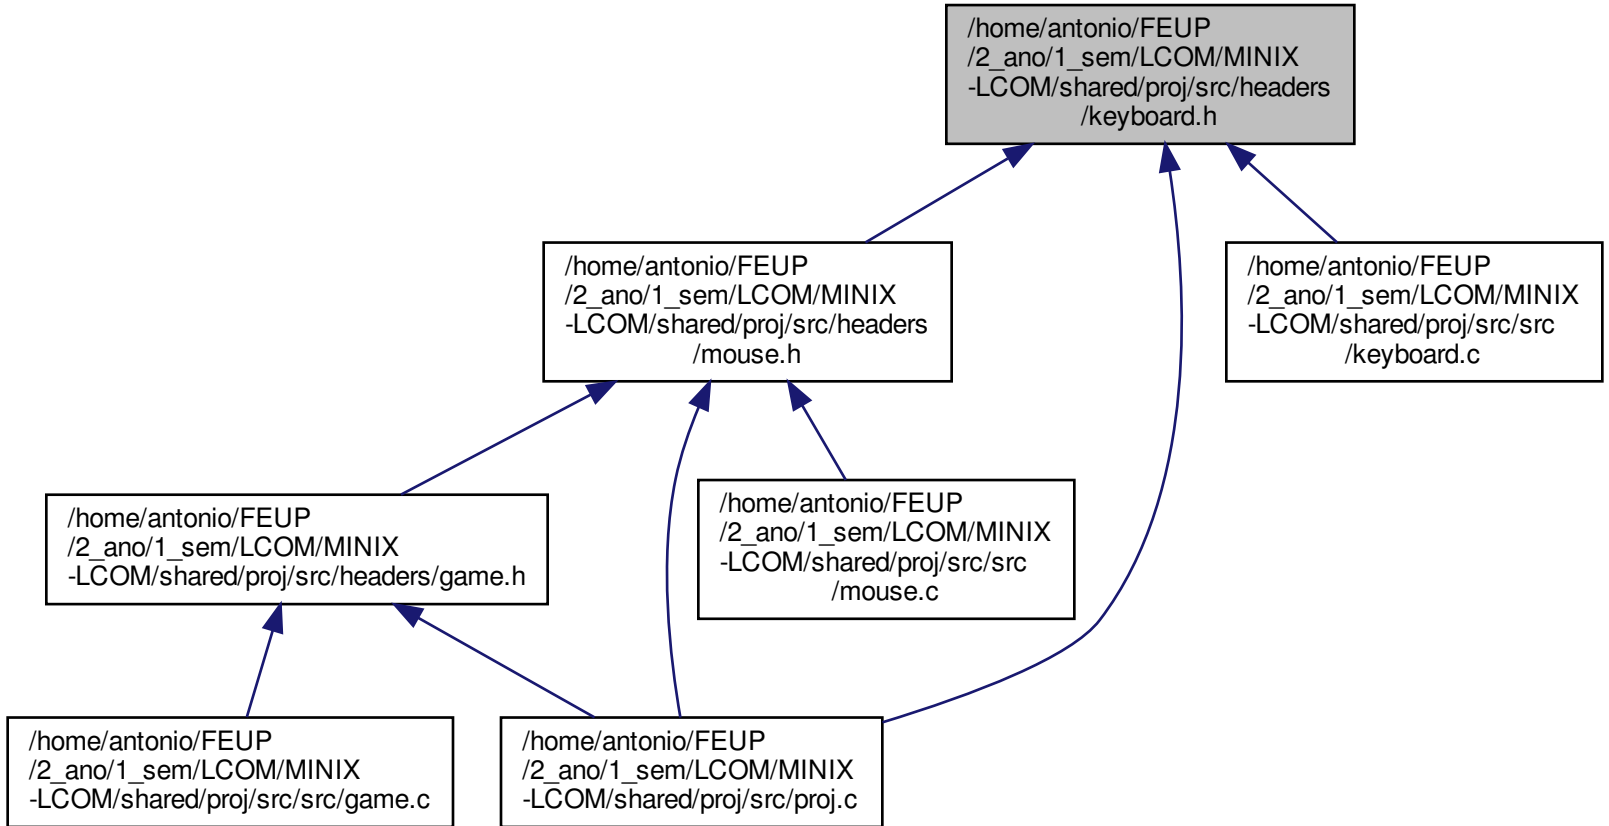 /home/antonio/FEUP
/2_ano/1_sem/LCOM/MINIX
-LCOM/shared/proj/src/headers
/keyboard.h
/home/antonio/FEUP
/2_ano/1_sem/LCOM/MINIX
-LCOM/shared/proj/src/headers
/mouse.h
/home/antonio/FEUP
/2_ano/1_sem/LCOM/MINIX
-LCOM/shared/proj/src/src
/keyboard.c
/home/antonio/FEUP
/2_ano/1_sem/LCOM/MINIX
-LCOM/shared/proj/src/headers/game.h
/home/antonio/FEUP
/2_ano/1_sem/LCOM/MINIX
-LCOM/shared/proj/src/src
/mouse.c
/home/antonio/FEUP
/2_ano/1_sem/LCOM/MINIX
-LCOM/shared/proj/src/src/game.c
/home/antonio/FEUP
/2_ano/1_sem/LCOM/MINIX
-LCOM/shared/proj/src/proj.c